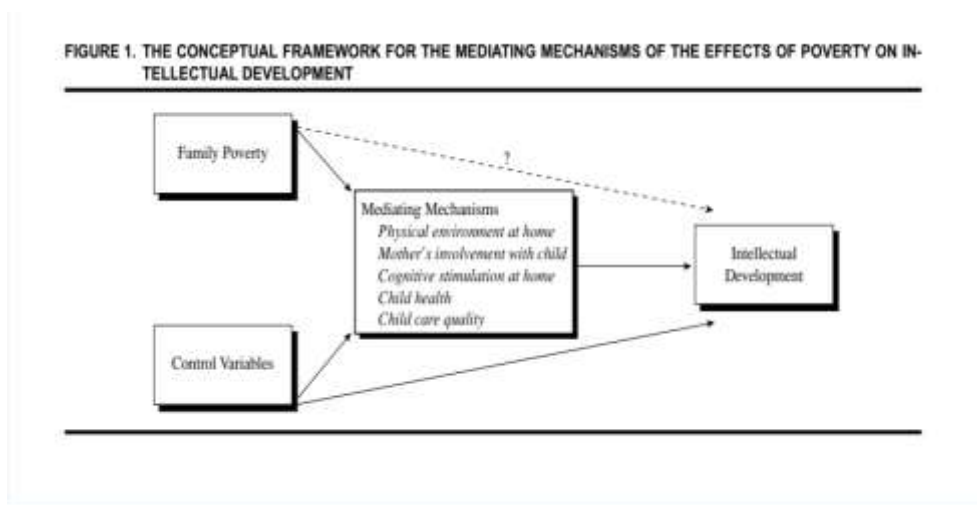 FIGURE 1. THE CONCEPTUAL FRAMEWORK FOR THE MEDIATING MECHANISMS OF THE EFFECTS OF POVERTY ON IN-
TELLECTUAL DEVELOPMENT
Family Poverty
?
Mediating Mechanisms
Physical environment at home
Mother's involvement with child
Cognitive stimulation at home
Child health
Child care quality
Intellectual
Development
Control Variables